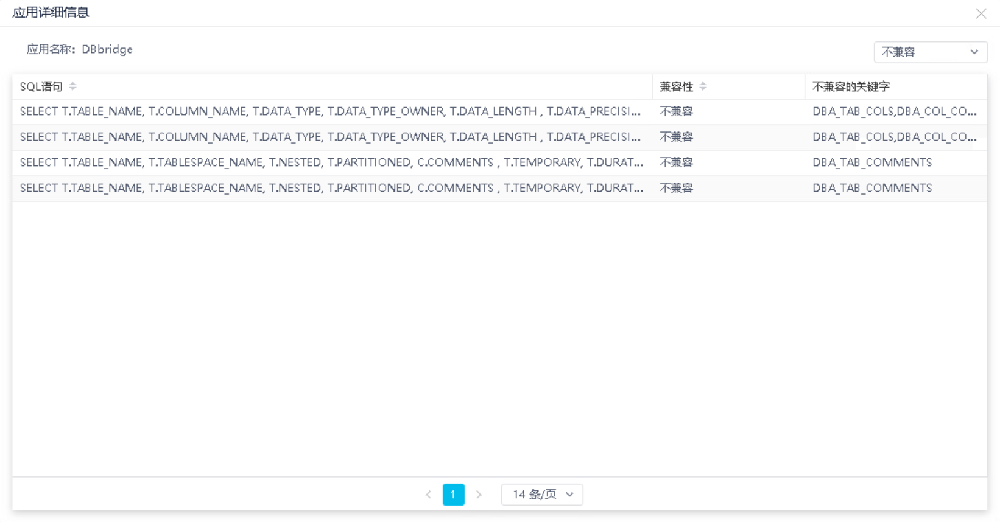 应用详细信息
应用名称：DBbridge
不兼容
SQL语句 兼容性 不兼容的关键字
SELECT T.TABLE_NAME, T.COLUMN_NAME, T.DATA_TYPE, T.DATA_TYPE_OWNER, T.DATA_LENGTH , T.DATA_PRECISI... 不兼容 DBA_TAB_COLS,DBA_COL_CO...
SELECT T.TABLE_NAME, T.COLUMN_NAME, T.DATA_TYPE, T.DATA_TYPE_OWNER, T.DATA_LENGTH , T.DATA_PRECISI... 不兼容 DBA_TAB_COLS,DBA_COL_CO...
SELECT T.TABLE_NAME, T.TABLESPACE_NAME, T.NESTED, T.PARTITIONED, C.COMMENTS , T.TEMPORARY, T.DURAT... 不兼容 DBA_TAB_COMMENTS
SELECT T.TABLE_NAME, T.TABLESPACE_NAME, T.NESTED, T.PARTITIONED, C.COMMENTS , T.TEMPORARY, T.DURAT... 不兼容 DBA_TAB_COMMENTS
1 14 条/页